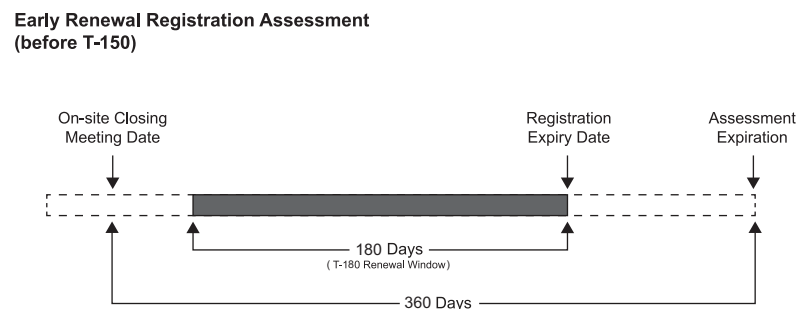 Early Renewal Registration Assessment
(before T-150)
On-site Closing
Meeting Date
Registration
Expiry Date
Assessment
Expiration
180 Days
( T-180 Renewal Window)
360 Days